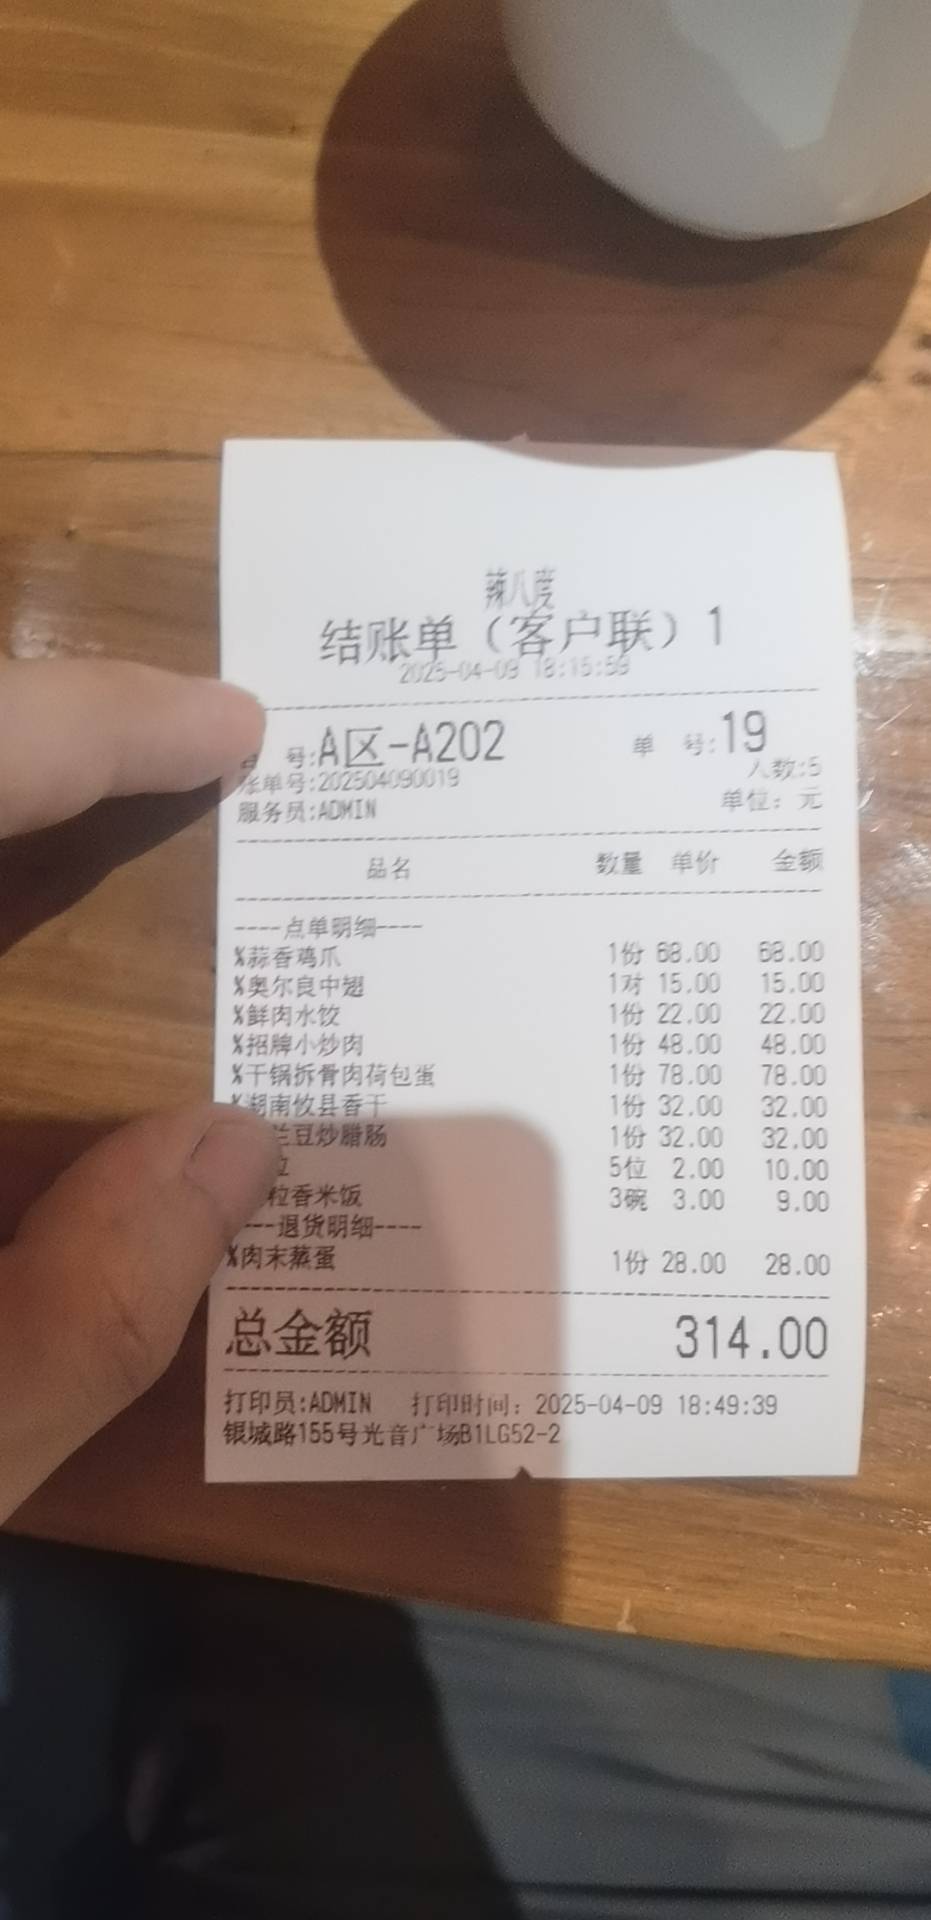 辣八度
结账单（客户联）1
2025-04-09 18:15:59
号:A区-A202 单 号:19
账单号:202504090019 人数:5
服务员:ADMIN 单位：元
品名 数量 单价 金额
----点单明细----
%蒜香鸡爪 1份 68.00 68.00
%奥尔良中翅 1对 15.00 15.00
%鲜肉水饺 1份 22.00 22.00
%招牌小炒肉 1份 48.00 48.00
%干锅拆骨肉荷包蛋 1份 78.00 78.00
%湖南攸县香干 1份 32.00 32.00
兰豆炒腊肠 1份 32.00 32.00
位 5位 2.00 10.00
粒香米饭 3碗 3.00 9.00
----退货明细----
%肉末蒸蛋 1份 28.00 28.00
总金额 314.00
打印员:ADMIN 打印时间：2025-04-09 18:49:39
银城路155号光音广场B1LG52-2